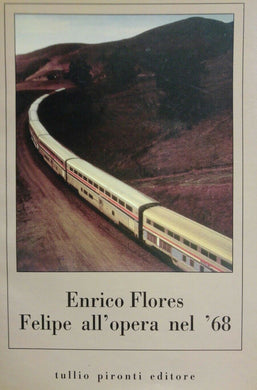 Enrico Flores
Felipe all'opera nel '68
tullio pironti editore